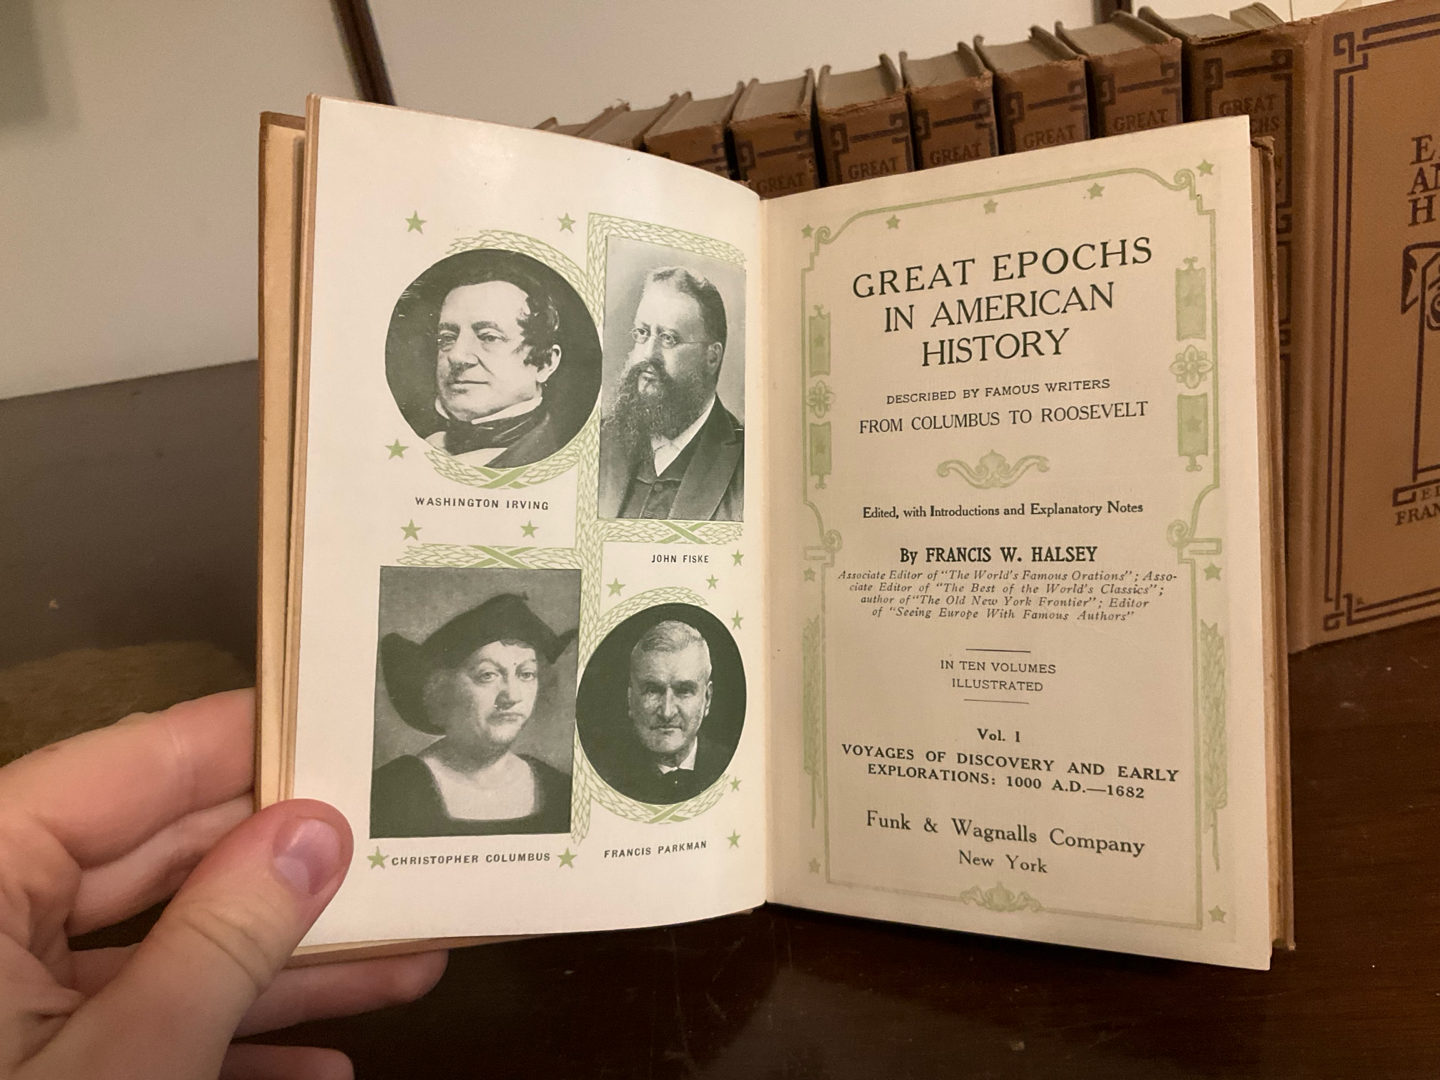 WASHINGTON IRVING
JOHN FISKE
CHRISTOPHER COLUMBUS
FRANCIS PARKMAN
GREAT EPOCHS
IN AMERICAN
HISTORY
DESCRIBED BY FAMOUS WRITERS
FROM COLUMBUS TO ROOSEVELT
Edited, with Introductions and Explanatory Notes
By FRANCIS W. HALSEY
Associate Editor of "The World's Famous Orations"; Asso-
ciate Editor of "The Best of the World's Classics";
author of "The Old New York Frontier"; Editor
of "Seeing Europe With Famous Authors"
IN TEN VOLUMES
ILLUSTRATED
Vol. I
VOYAGES OF DISCOVERY AND EARLY
EXPLORATIONS: 1000 A.D.—1682
Funk & Wagnalls Company
New York
GREAT
GREAT
GREAT
GREAT
GREAT
GREAT